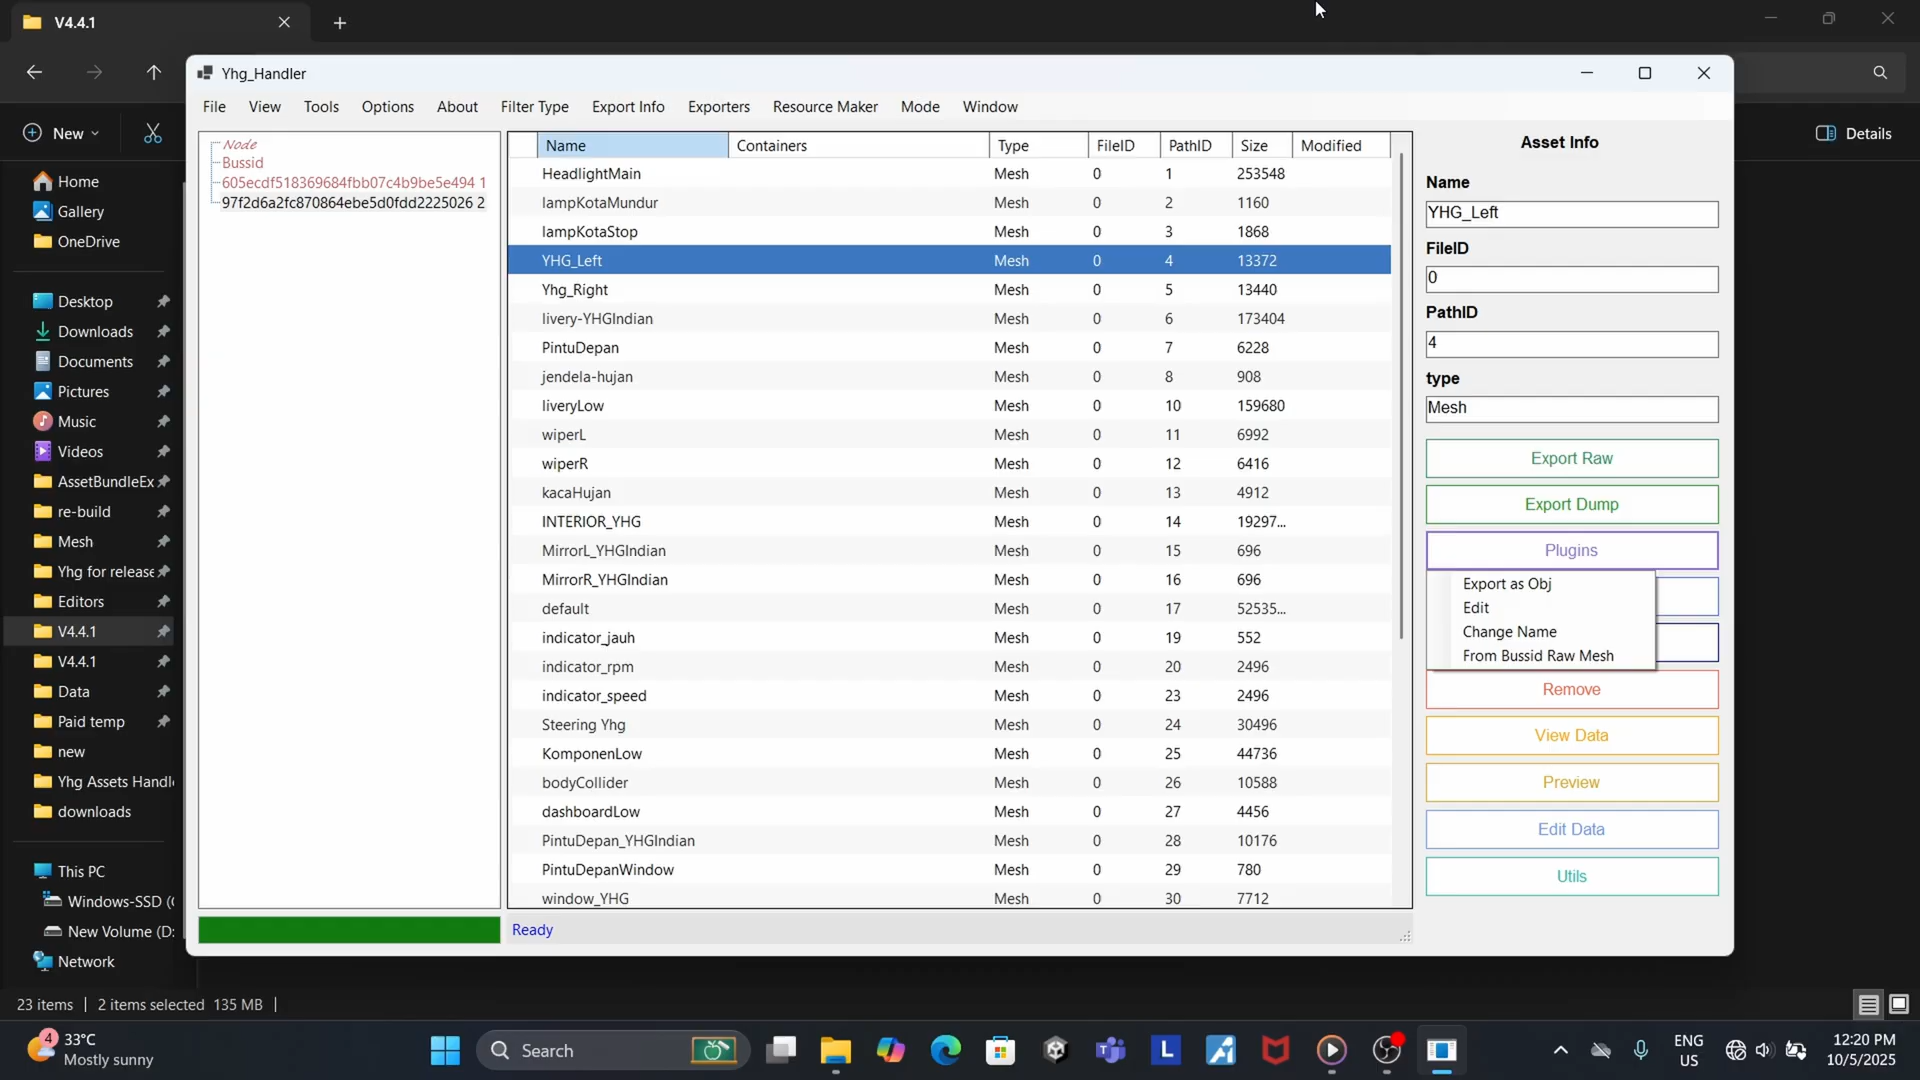 V4.4.1
Yhg_Handler
File View Tools Options About Filter Type Export Info Exporters Resource Maker Mode Window
New
Details
Home
Gallery
OneDrive
Desktop
Downloads
Documents
Pictures
Music
Videos
AssetBundleEx
re-build
Mesh
Yhg for release
Editors
V4.4.1
V4.4.1
Data
Paid temp
new
Yhg Assets Handl
downloads
This PC
Windows-SSD (
New Volume (D:
Network
Node
Bussid
605ecdf518369684fbb07c4b9be5e494 1
97f2d6a2fc870864ebe5d0fdd2225026 2
Name Containers Type FileID PathID Size Modified
HeadlightMain Mesh 0 1 253548
lampKotaMundur Mesh 0 2 1160
lampKotaStop Mesh 0 3 1868
YHG_Left Mesh 0 4 13372
Yhg_Right Mesh 0 5 13440
livery-YHGIndian Mesh 0 6 173404
PintuDepan Mesh 0 7 6228
jendela-hujan Mesh 0 8 908
liveryLow Mesh 0 10 159680
wiperL Mesh 0 11 6992
wiperR Mesh 0 12 6416
kacaHujan Mesh 0 13 4912
INTERIOR_YHG Mesh 0 14 19297...
MirrorL_YHGIndian Mesh 0 15 696
MirrorR_YHGIndian Mesh 0 16 696
default Mesh 0 17 52535...
indicator_jauh Mesh 0 19 552
indicator_rpm Mesh 0 20 2496
indicator_speed Mesh 0 23 2496
Steering Yhg Mesh 0 24 30496
KomponenLow Mesh 0 25 44736
bodyCollider Mesh 0 26 10588
dashboardLow Mesh 0 27 4456
PintuDepan_YHGIndian Mesh 0 28 10176
PintuDepanWindow Mesh 0 29 780
window_YHG Mesh 0 30 7712
Ready
Asset Info
Name
YHG_Left
FileID
0
PathID
4
type
Mesh
Export Raw
Export Dump
Plugins
Export as Obj
Edit
Change Name
From Bussid Raw Mesh
Remove
View Data
Preview
Edit Data
Utils
23 items 2 items selected 135 MB
4
33°C
Mostly sunny
Search
L
ENG
US
12:20 PM
10/5/2025